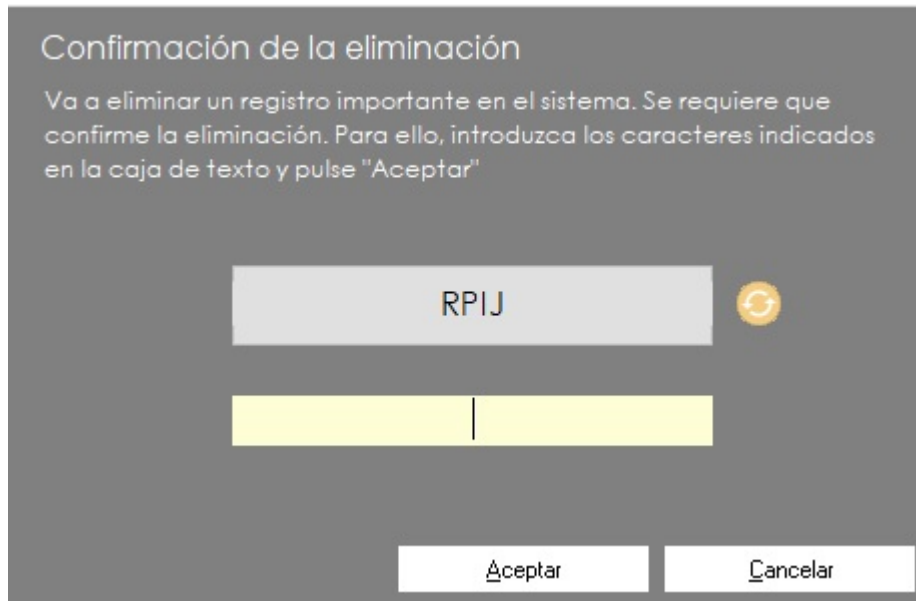 Confirmación de la eliminación
Va a eliminar un registro importante en el sistema. Se requiere que
confirme la eliminación. Para ello, introduzca los caracteres indicados
en la caja de texto y pulse "Aceptar"
RPIJ
Aceptar
Cancelar